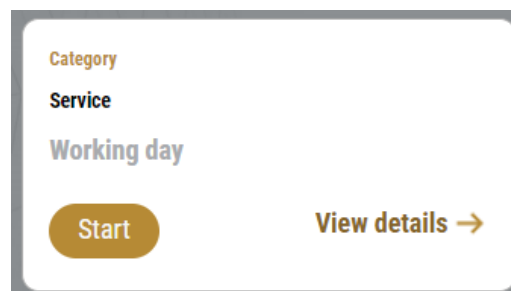 Category
Service
Working day
Start
View details →